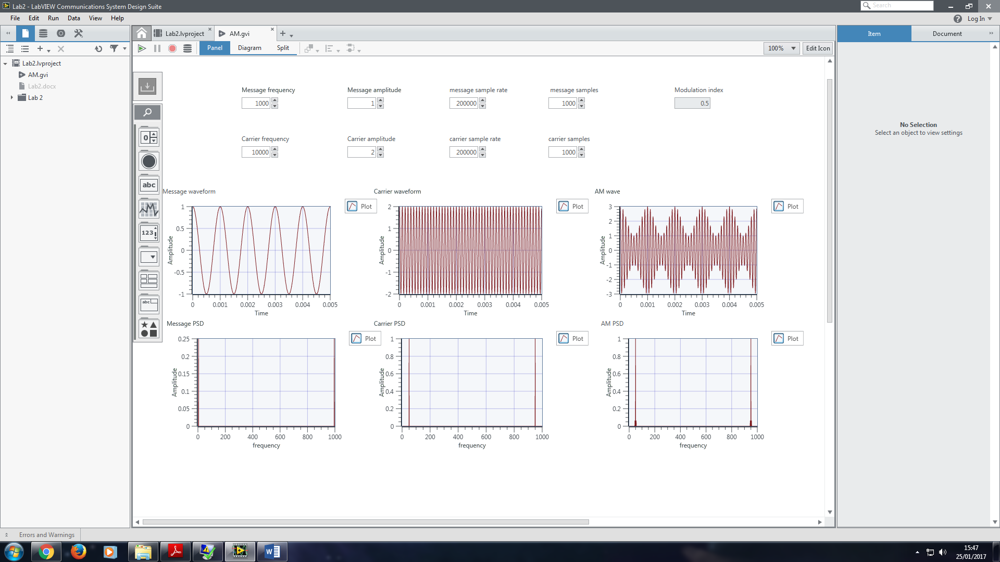 Lab2 - LabVIEW Communications System Design Suite
Search
File Edit Run Data View Help
Log In
Lab2.lvproject
AM.gvi
Item
Document
Panel
Diagram
Split
100%
Edit Icon
Lab2.lvproject
AM.gvi
Lab2.docx
Lab 2
No Selection
Select an object to view settings
Message frequency
1000
Message amplitude
1
message sample rate
200000
message samples
1000
Modulation index
0.5
Carrier frequency
10000
Carrier amplitude
2
carrier sample rate
200000
carrier samples
1000
0
abc
123
abc
Message waveform
Plot
Amplitude
1
0.5
0
-0.5
-1
0 0.001 0.002 0.003 0.004 0.005
Time
Carrier waveform
Plot
Amplitude
2
1
0
-1
-2
0 0.001 0.002 0.003 0.004 0.005
Time
AM wave
Plot
Amplitude
3
2
1
0
-1
-2
-3
0 0.001 0.002 0.003 0.004 0.005
Time
Message PSD
Plot
Amplitude
0.25
0.2
0.15
0.1
0.05
0
0 200 400 600 800 1000
frequency
Carrier PSD
Plot
Amplitude
1
0.8
0.6
0.4
0.2
0
0 200 400 600 800 1000
frequency
AM PSD
Plot
Amplitude
1
0.8
0.6
0.4
0.2
0
0 200 400 600 800 1000
frequency
Errors and Warnings
15:47
25/01/2017